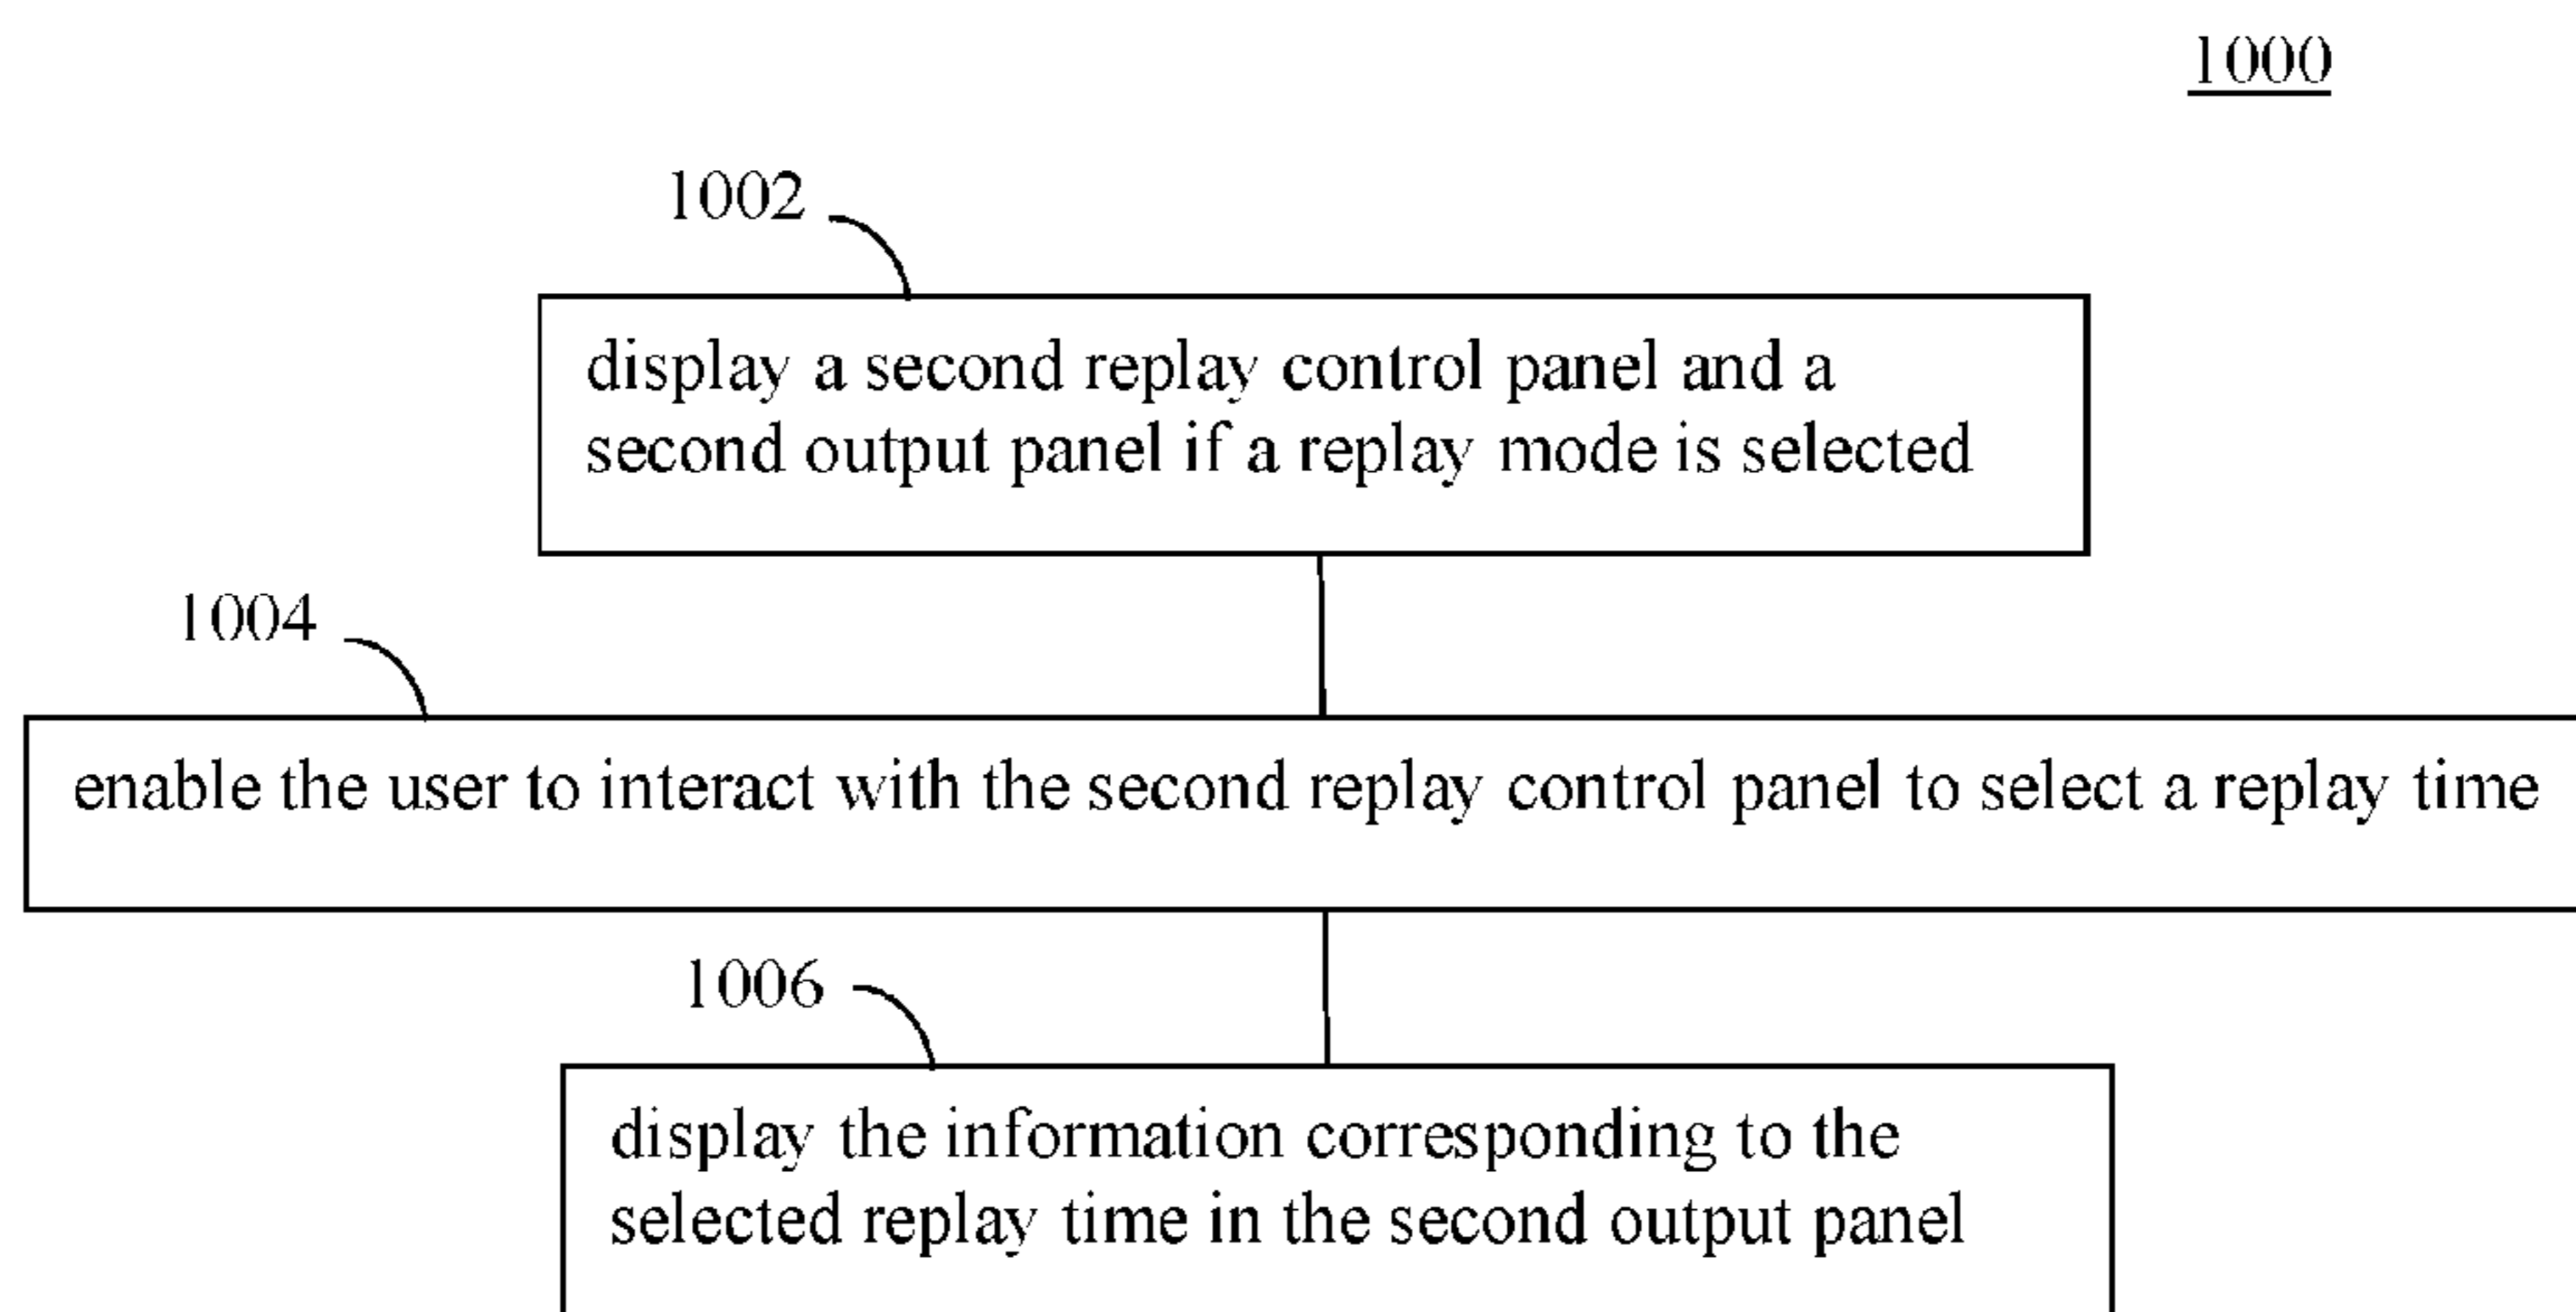 1000
1002
display a second replay control panel and a
second output panel if a replay mode is selected
1004
enable the user to interact with the second replay control panel to select a replay time
1006
display the information corresponding to the
selected replay time in the second output panel